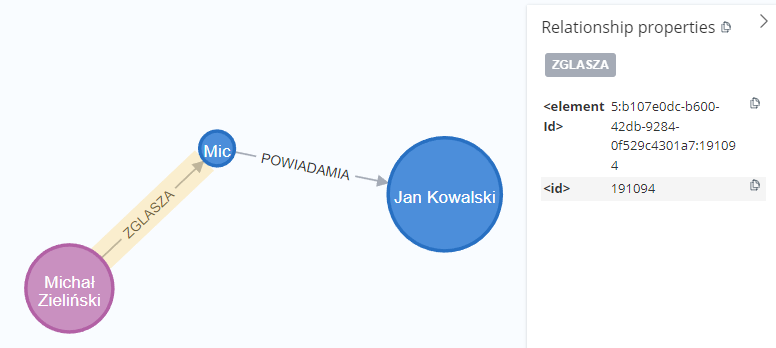 Mic
POWIADAMIA
Jan Kowalski
ZGLASZA
Michał
Zieliński
Relationship properties
ZGLASZA
<element
Id>
5:b107e0dc-b600-
42db-9284-
0f529c4301a7:19109
4
<id> 191094